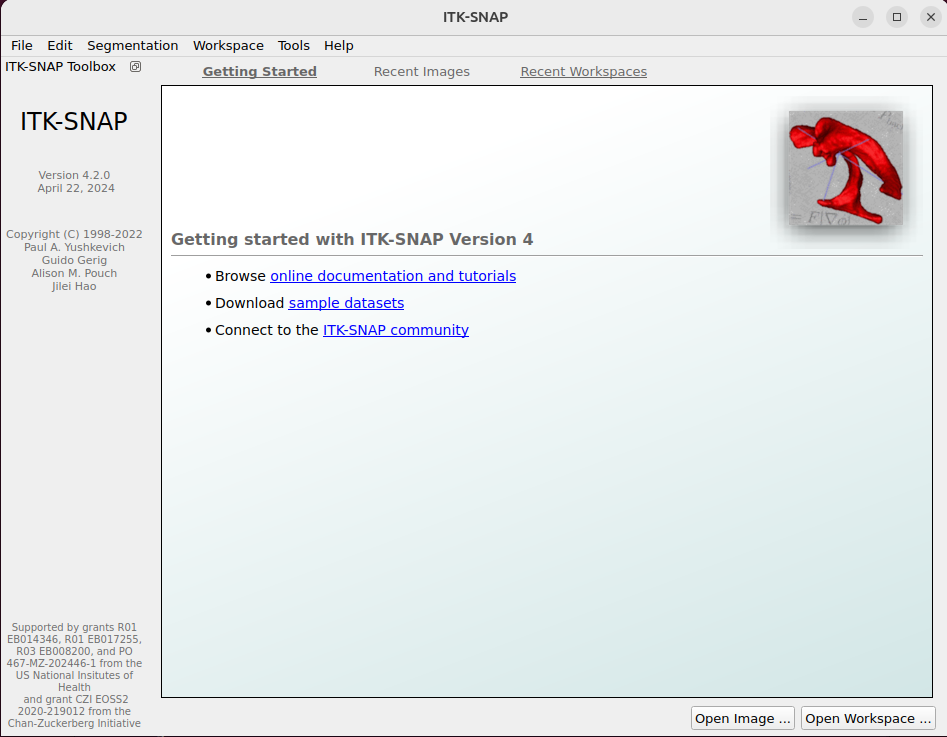 ITK-SNAP
File Edit Segmentation Workspace Tools Help
ITK-SNAP Toolbox
Getting Started Recent Images Recent Workspaces
ITK-SNAP
Version 4.2.0
April 22, 2024
Copyright (C) 1998-2022
Paul A. Yushkevich
Guido Gerig
Alison M. Pouch
Jilei Hao
Supported by grants R01
EB014346, R01 EB017255,
R03 EB008200, and PO
467-MZ-202446-1 from the
US National Insitutes of
Health
and grant CZI EOSS2
2020-219012 from the
Chan-Zuckerberg Initiative
Getting started with ITK-SNAP Version 4
• Browse online documentation and tutorials
• Download sample datasets
• Connect to the ITK-SNAP community
Open Image ... Open Workspace ...